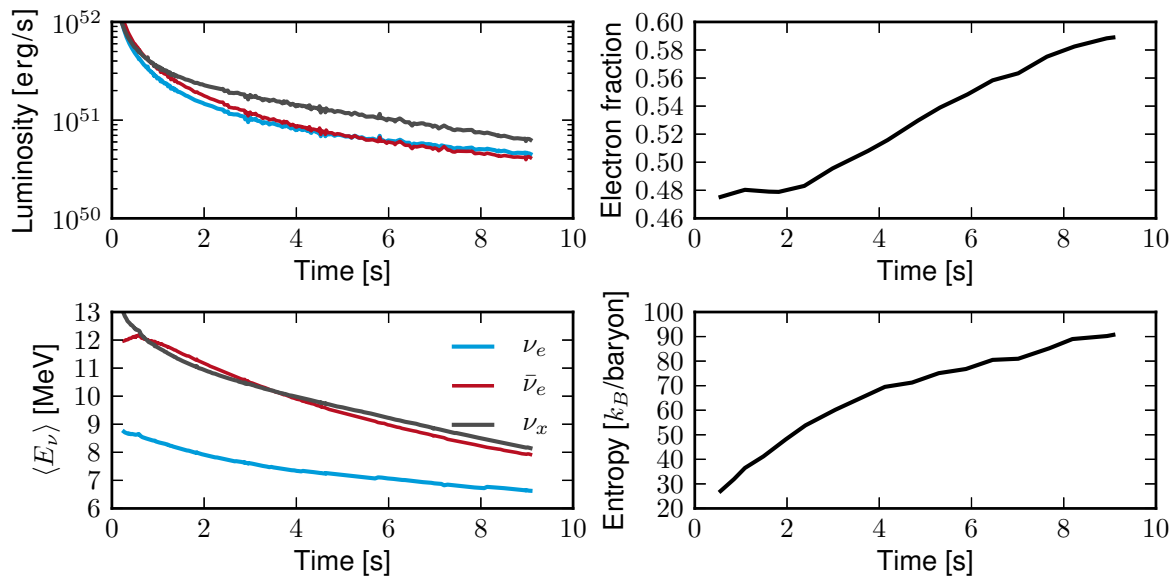 Luminosity [erg/s]
10^52
10^51
10^50
0 2 4 6 8 10
Time [s]
Electron fraction
0.60
0.58
0.56
0.54
0.52
0.50
0.48
0.46
0 2 4 6 8 10
Time [s]
⟨E_ν⟩ [MeV]
13
12
11
10
9
8
7
6
ν_e
ν̄_e
ν_x
0 2 4 6 8 10
Time [s]
Entropy [k_B/baryon]
100
90
80
70
60
50
40
30
20
0 2 4 6 8 10
Time [s]